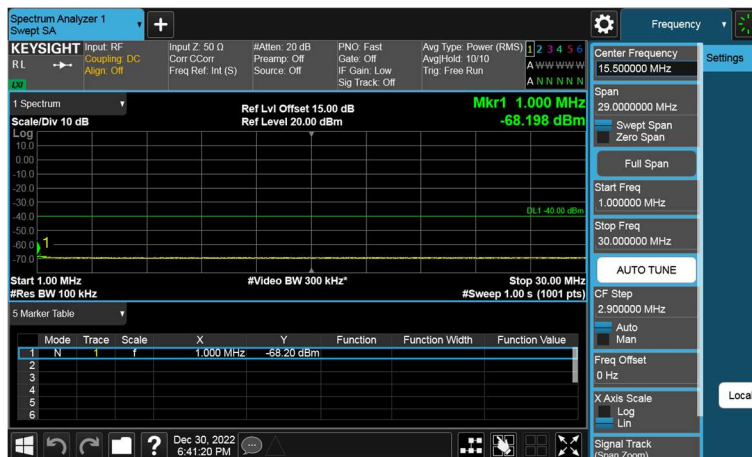 Spectrum Analyzer 1
Swept SA
+
Frequency
KEYSIGHT
RL
LXI
Input: RF
Coupling: DC
Align: Off
Input Z: 50 Ω
Corr CCorr
Freq Ref: Int (S)
#Atten: 20 dB
Preamp: Off
Source: Off
PNO: Fast
Gate: Off
IF Gain: Low
Sig Track: Off
Avg Type: Power (RMS)
Avg|Hold: 10/10
Trig: Free Run
1 2 3 4 5 6
A W W W W W
A N N N N N
1 Spectrum
Scale/Div 10 dB
Ref Lvl Offset 15.00 dB
Ref Level 20.00 dBm
Mkr1 1.000 MHz
-68.198 dBm
Log
10.0
0.00
-10.0
-20.0
-30.0
-40.0
-50.0
-60.0
-70.0
DL1 -40.00 dBm
1
Start 1.00 MHz
#Res BW 100 kHz
#Video BW 300 kHz*
Stop 30.00 MHz
#Sweep 1.00 s (1001 pts)
5 Marker Table
Mode Trace Scale X Y Function Function Width Function Value
1 N 1 f 1.000 MHz -68.20 dBm
2
3
4
5
6
Dec 30, 2022
6:41:20 PM
Center Frequency
15.500000 MHz
Settings
Span
29.0000000 MHz
Swept Span
Zero Span
Full Span
Start Freq
1.000000 MHz
Stop Freq
30.000000 MHz
AUTO TUNE
CF Step
2.900000 MHz
Auto
Man
Freq Offset
0 Hz
X Axis Scale
Log
Lin
Local
Signal Track
(Span Zoom)